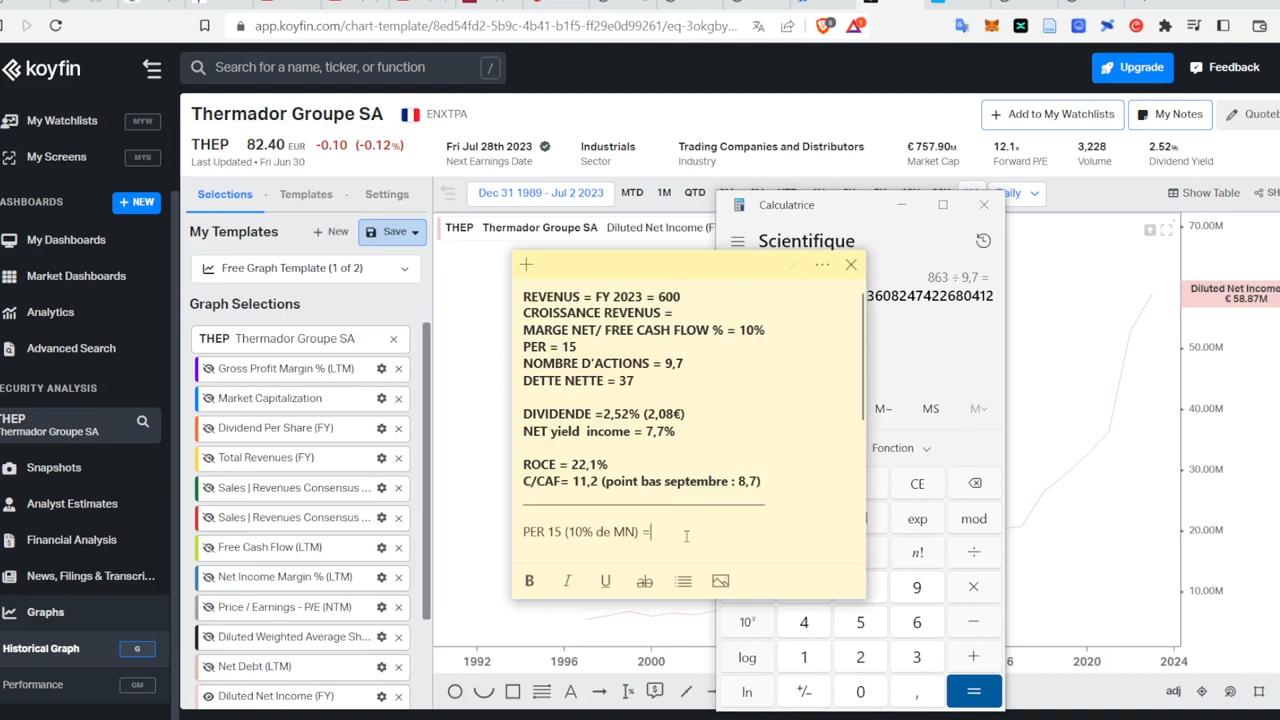 app.koyfin.com/chart-template/8ed54fd2-5b9c-4b41-b1f5-ff29e0d99261/eq-3okgby...
koyfin
Search for a name, ticker, or function
/
Upgrade
Feedback
My Watchlists
MYW
My Screens
MYS
ASHBOARDS
+ NEW
My Dashboards
Market Dashboards
Analytics
Advanced Search
ECURITY ANALYSIS
THEP
Thermador Groupe SA
Snapshots
Analyst Estimates
Financial Analysis
News, Filings & Transcri...
Graphs
Historical Graph
G
Performance
GM
Thermador Groupe SA
ENXTPA
+ Add to My Watchlists
My Notes
Quoteb
THEP
82.40 EUR
-0.10 (-0.12%)
Last Updated • Fri Jun 30
Fri Jul 28th 2023
Next Earnings Date
Industrials
Sector
Trading Companies and Distributors
Industry
€ 757.90M
Market Cap
12.1x
Forward P/E
3,228
Volume
2.52%
Dividend Yield
Selections
Templates
Settings
Dec 31 1989 - Jul 2 2023
MTD
1M
QTD
Daily
Show Table
SH
My Templates
+ New
Save
Free Graph Template (1 of 2)
Graph Selections
THEP Thermador Groupe SA
Gross Profit Margin % (LTM)
Market Capitalization
Dividend Per Share (FY)
Total Revenues (FY)
Sales | Revenues Consensus ...
Sales | Revenues Consensus ...
Free Cash Flow (LTM)
Net Income Margin % (LTM)
Price / Earnings - P/E (NTM)
Diluted Weighted Average Sh...
Net Debt (LTM)
Diluted Net Income (FY)
THEP Thermador Groupe SA Diluted Net Income (F
Calculatrice
Scientifique
863 ÷ 9,7 =
3608247422680412
M−
MS
M
Fonction
CE
exp
mod
n!
÷
9
×
10ˣ
4
5
6
−
log
1
2
3
+
ln
+/−
0
,
=
REVENUS = FY 2023 = 600
CROISSANCE REVENUS =
MARGE NET/ FREE CASH FLOW % = 10%
PER = 15
NOMBRE D'ACTIONS = 9,7
DETTE NETTE = 37
DIVIDENDE =2,52% (2,08€)
NET yield income = 7,7%
ROCE = 22,1%
C/CAF= 11,2 (point bas septembre : 8,7)
PER 15 (10% de MN) =
B
I
U
ab
70.00M
Diluted Net Income
€ 58.87M
50.00M
40.00M
30.00M
20.00M
10.00M
1992
1996
2000
6
2020
2024
adj